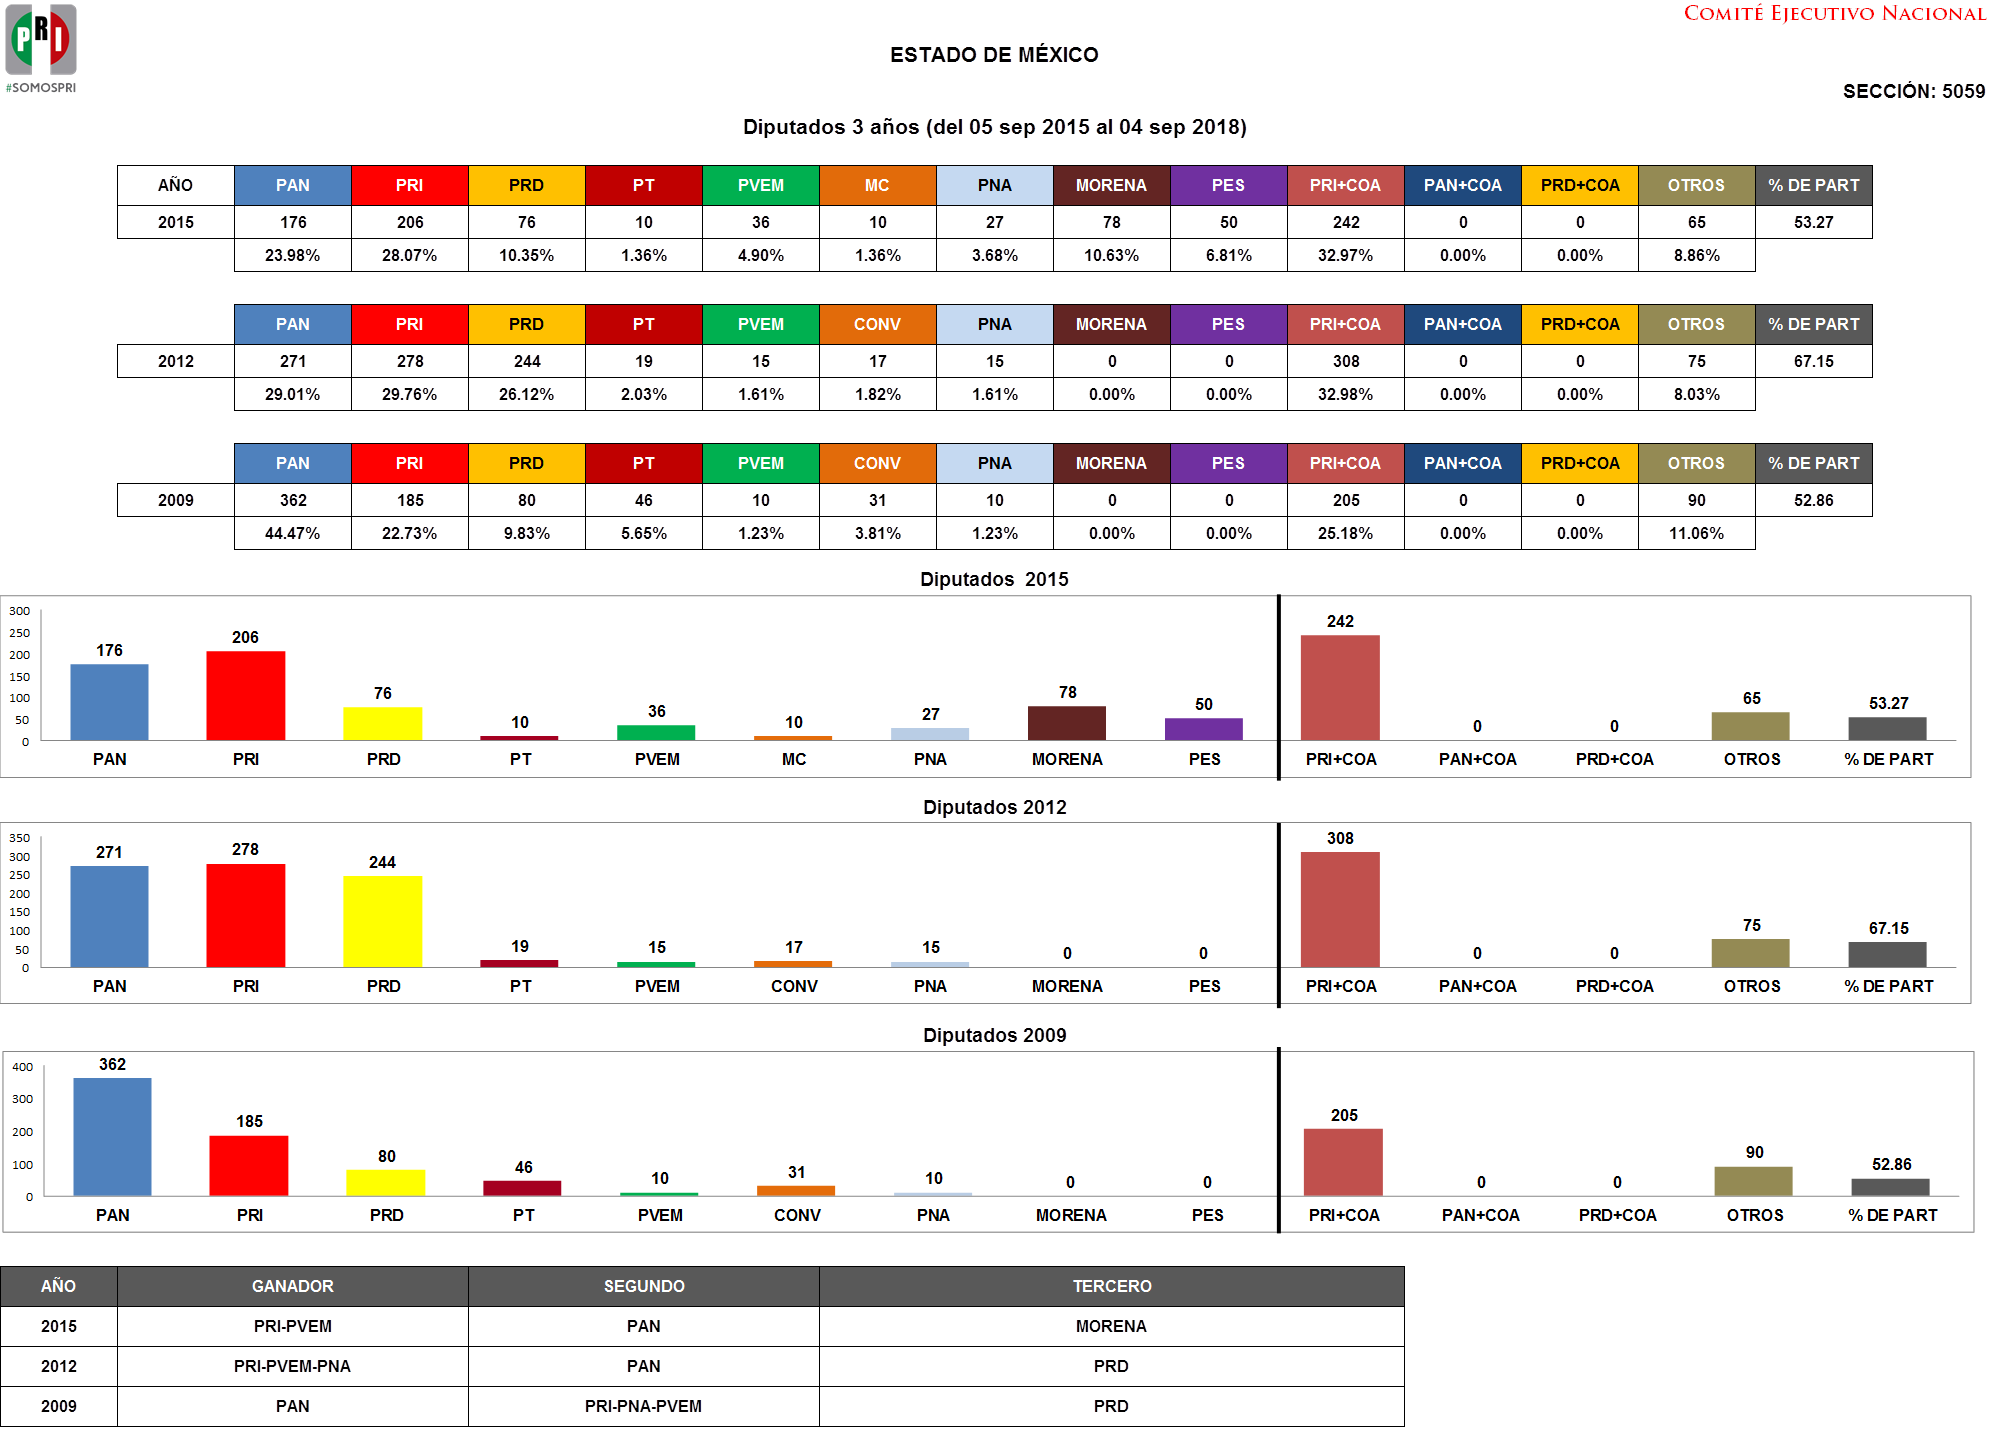 PRI
#SOMOSPRI
COMITÉ EJECUTIVO NACIONAL
ESTADO DE MÉXICO
SECCIÓN: 5059
Diputados 3 años (del 05 sep 2015 al 04 sep 2018)
AÑO PAN PRI PRD PT PVEM MC PNA MORENA PES PRI+COA PAN+COA PRD+COA OTROS % DE PART
2015 176 206 76 10 36 10 27 78 50 242 0 0 65 53.27
23.98% 28.07% 10.35% 1.36% 4.90% 1.36% 3.68% 10.63% 6.81% 32.97% 0.00% 0.00% 8.86%
PAN PRI PRD PT PVEM CONV PNA MORENA PES PRI+COA PAN+COA PRD+COA OTROS % DE PART
2012 271 278 244 19 15 17 15 0 0 308 0 0 75 67.15
29.01% 29.76% 26.12% 2.03% 1.61% 1.82% 1.61% 0.00% 0.00% 32.98% 0.00% 0.00% 8.03%
PAN PRI PRD PT PVEM CONV PNA MORENA PES PRI+COA PAN+COA PRD+COA OTROS % DE PART
2009 362 185 80 46 10 31 10 0 0 205 0 0 90 52.86
44.47% 22.73% 9.83% 5.65% 1.23% 3.81% 1.23% 0.00% 0.00% 25.18% 0.00% 0.00% 11.06%
Diputados 2015
300
250
200
150
100
50
0
176 206 76 10 36 10 27 78 50 242 0 0 65 53.27
PAN PRI PRD PT PVEM MC PNA MORENA PES PRI+COA PAN+COA PRD+COA OTROS % DE PART
Diputados 2012
350
300
250
200
150
100
50
0
271 278 244 19 15 17 15 0 0 308 0 0 75 67.15
PAN PRI PRD PT PVEM CONV PNA MORENA PES PRI+COA PAN+COA PRD+COA OTROS % DE PART
Diputados 2009
400
300
200
100
0
362 185 80 46 10 31 10 0 0 205 0 0 90 52.86
PAN PRI PRD PT PVEM CONV PNA MORENA PES PRI+COA PAN+COA PRD+COA OTROS % DE PART
AÑO GANADOR SEGUNDO TERCERO
2015 PRI-PVEM PAN MORENA
2012 PRI-PVEM-PNA PAN PRD
2009 PAN PRI-PNA-PVEM PRD